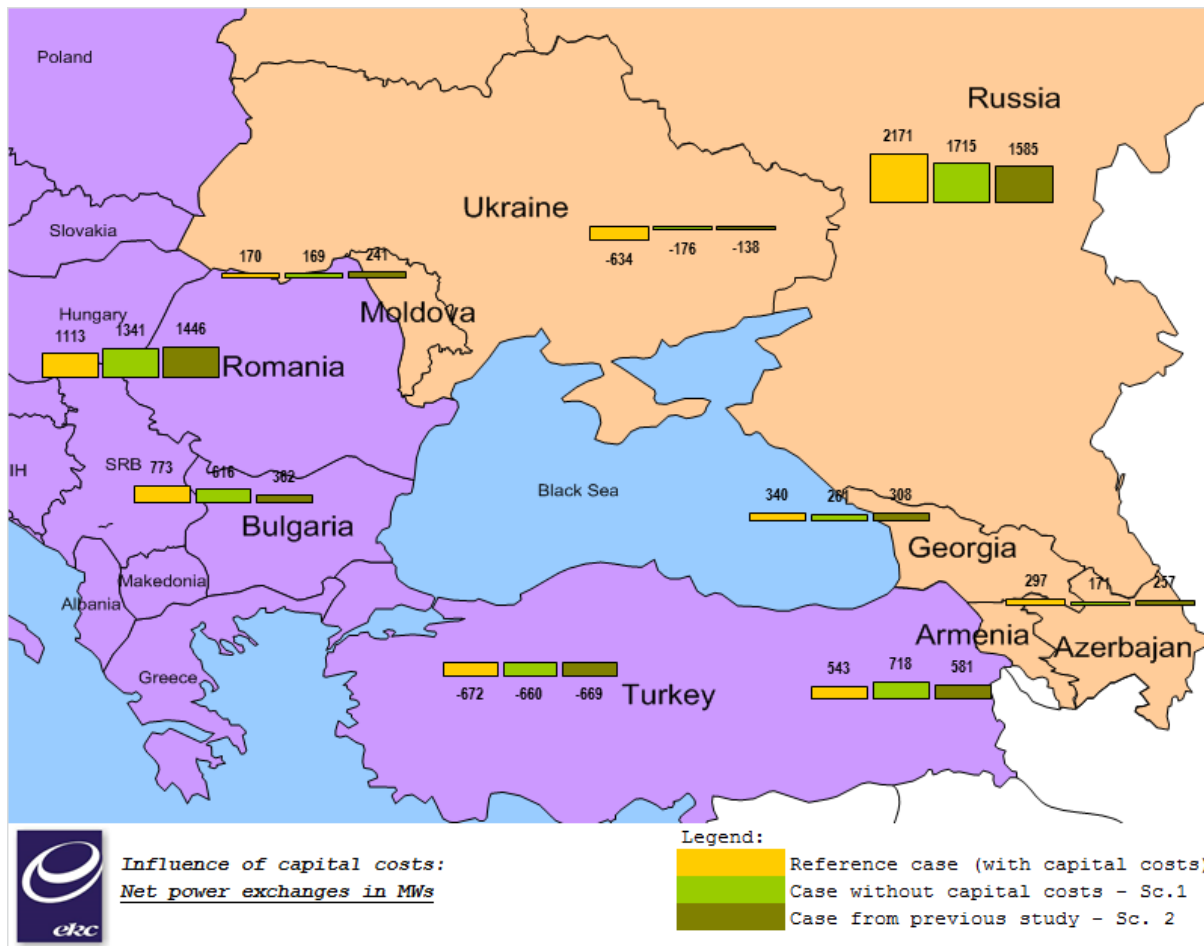 Poland
Russia
2171 1715 1585
Ukraine
Slovakia
-634 -176 -138
170 169 241
Moldova
Hungary
1113 1341 1446
Romania
SRB
IH
773 616 362
Black Sea
340 261 308
Bulgaria
Georgia
Makedonia
Albania
297 171 257
Armenia
Azerbajan
Greece
543 718 581
-672 -660 -669
Turkey
Legend:
Influence of capital costs:
Net power exchanges in MWs
Reference case (with capital costs)
Case without capital costs - Sc.1
Case from previous study - Sc. 2
ekc